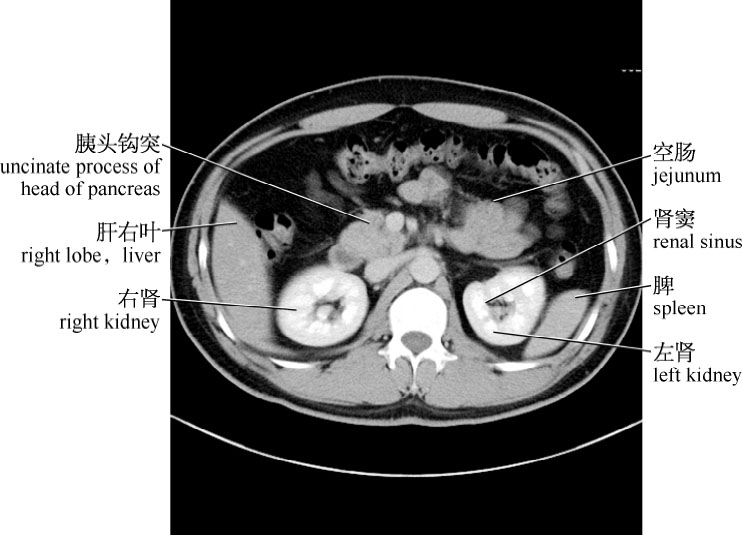 胰头钩突
uncinate process of
head of pancreas
肝右叶
right lobe, liver
右肾
right kidney
空肠
jejunum
肾窦
renal sinus
脾
spleen
左肾
left kidney